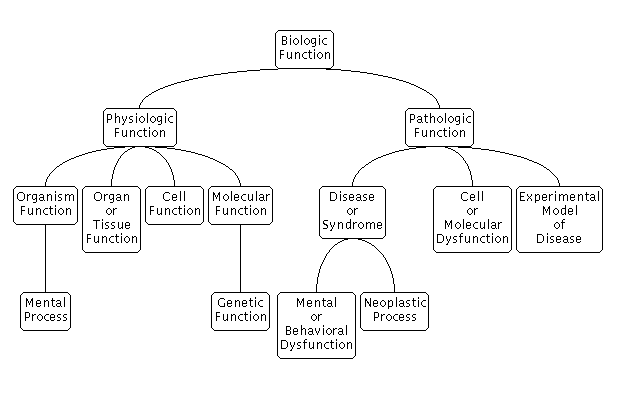 Biologic
Function
Physiologic
Function
Pathologic
Function
Organism
Function
Organ
or
Tissue
Function
Cell
Function
Molecular
Function
Disease
or
Syndrome
Cell
or
Molecular
Dysfunction
Experimental
Model
of
Disease
Mental
Process
Genetic
Function
Mental
or
Behavioral
Dysfunction
Neoplastic
Process